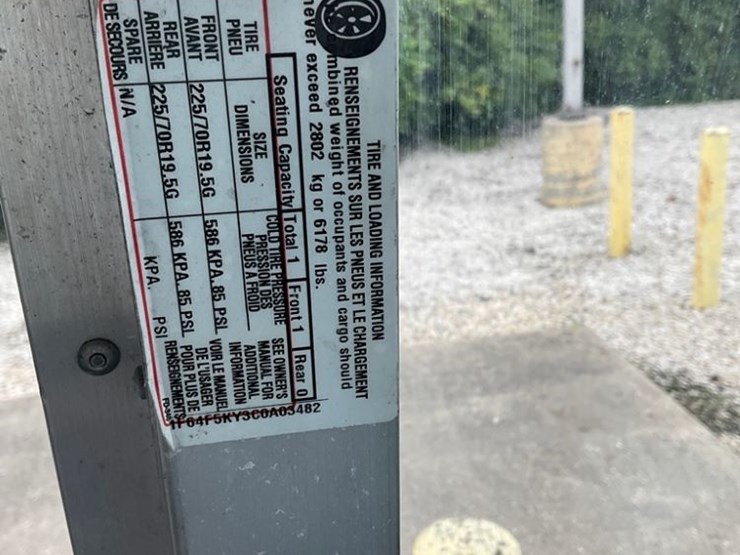 TIRE AND LOADING INFORMATION
RENSEIGNEMENTS SUR LES PNEUS ET LE CHARGEMENT
mbined weight of occupants and cargo should
never exceed 2802 kg or 6178 lbs.
Seating Capacity Total 1 Front 1 Rear 0
TIRE
PNEU
SIZE
DIMENSIONS
COLD TIRE PRESSURE
PRESSION DES
PNEUS A FROID
SEE OWNER'S
MANUAL FOR
ADDITIONAL
INFORMATION
FRONT
AVANT
225/70R19.5G
586 KPA, 85 PSI
REAR
ARRIERE
225/70R19.5G
586 KPA, 85 PSI
SPARE
DE SECOURS
N/A
KPA, PSI
VOIR LE MANUEL
DE L'USAGER
POUR PLUS DE
RENSEIGNEMENTS